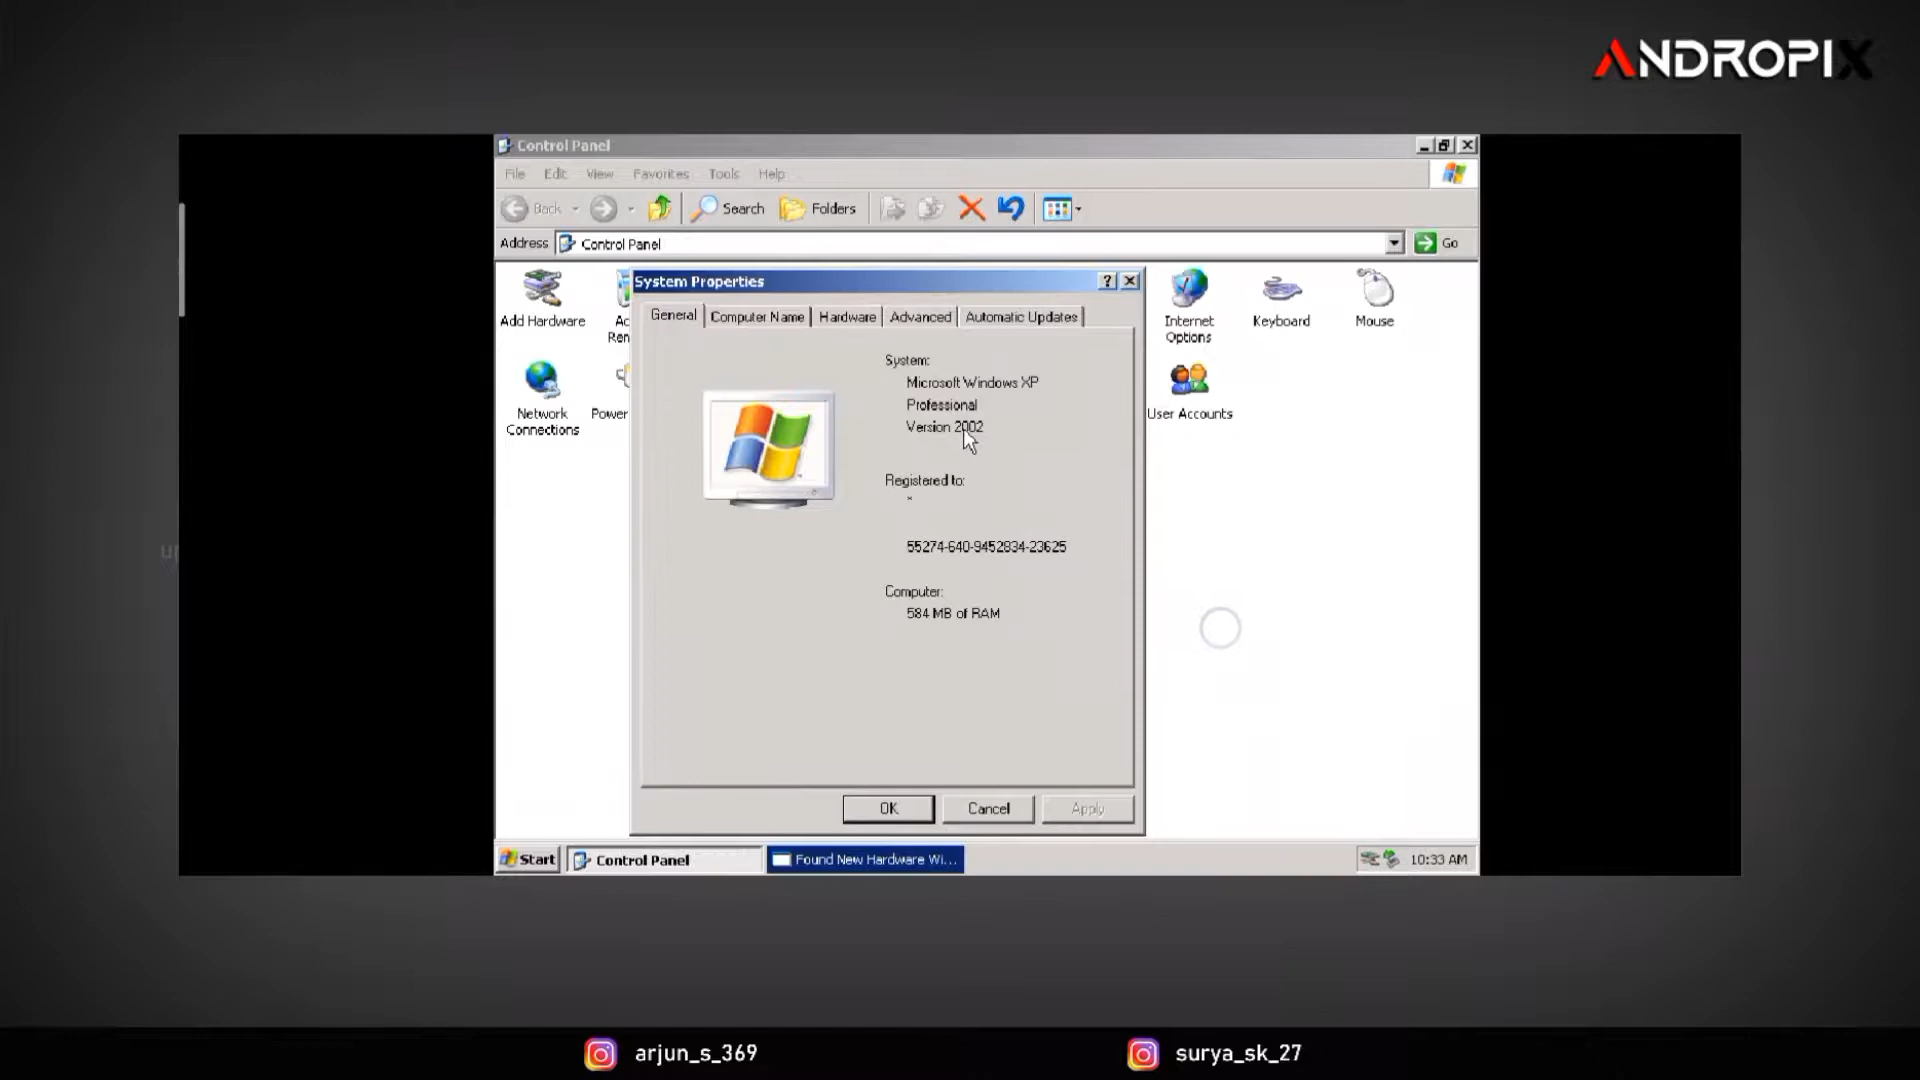 ANDROPIX
Control Panel
File Edit View Favorites Tools Help
Back Search Folders
Address Control Panel Go
System Properties
General Computer Name Hardware Advanced Automatic Updates
Add Hardware
Internet Options
Keyboard
Mouse
Network Connections
Power
User Accounts
System:
Microsoft Windows XP
Professional
Version 2002
Registered to:
*
55274-640-9452834-23625
Computer:
584 MB of RAM
OK Cancel Apply
Start Control Panel Found New Hardware Wi... 10:33 AM
arjun_s_369 surya_sk_27